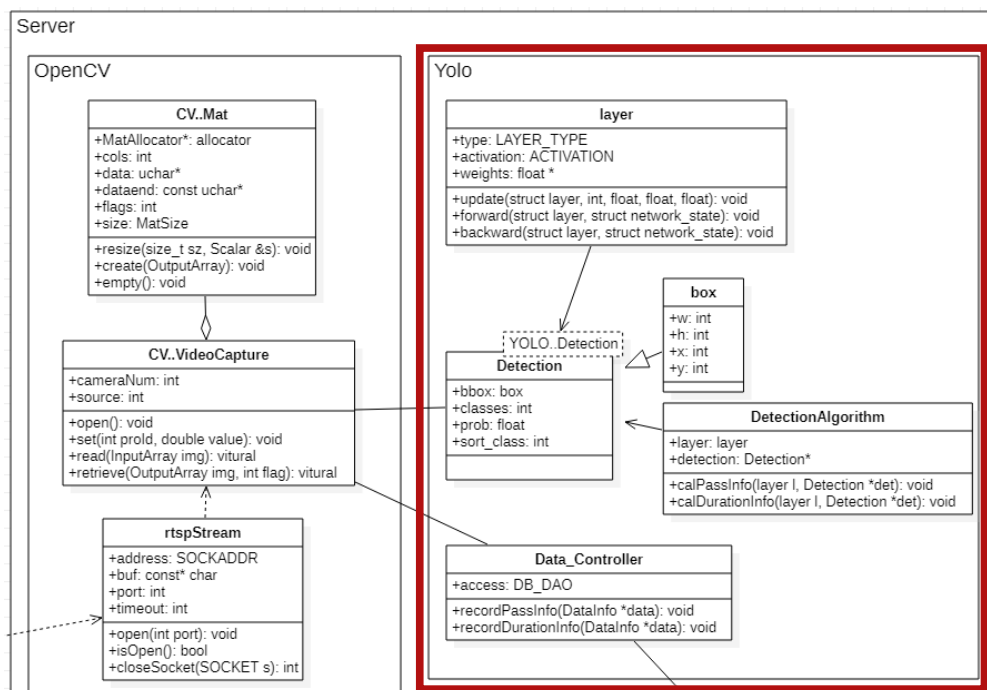 Server
OpenCV
CV..Mat
+MatAllocator*: allocator
+cols: int
+data: uchar*
+dataend: const uchar*
+flags: int
+size: MatSize
+resize(size_t sz, Scalar &s): void
+create(OutputArray): void
+empty(): void
CV..VideoCapture
+cameraNum: int
+source: int
+open(): void
+set(int proId, double value): void
+read(InputArray img): vitural
+retrieve(OutputArray img, int flag): vitural
rtspStream
+address: SOCKADDR
+buf: const* char
+port: int
+timeout: int
+open(int port): void
+isOpen(): bool
+closeSocket(SOCKET s): int
Yolo
layer
+type: LAYER_TYPE
+activation: ACTIVATION
+weights: float *
+update(struct layer, int, float, float, float): void
+forward(struct layer, struct network_state): void
+backward(struct layer, struct network_state): void
box
+w: int
+h: int
+x: int
+y: int
YOLO..Detection
Detection
+bbox: box
+classes: int
+prob: float
+sort_class: int
DetectionAlgorithm
+layer: layer
+detection: Detection*
+calPassInfo(layer l, Detection *det): void
+calDurationInfo(layer l, Detection *det): void
Data_Controller
+access: DB_DAO
+recordPassInfo(DataInfo *data): void
+recordDurationInfo(DataInfo *data): void